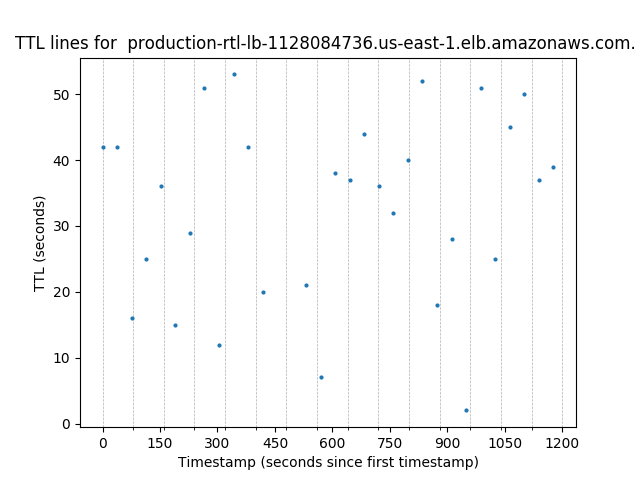 TTL lines for  production-rtl-lb-1128084736.us-east-1.elb.amazonaws.com.
50
40
30
20
10
0
TTL (seconds)
0 150 300 450 600 750 900 1050 1200
Timestamp (seconds since first timestamp)